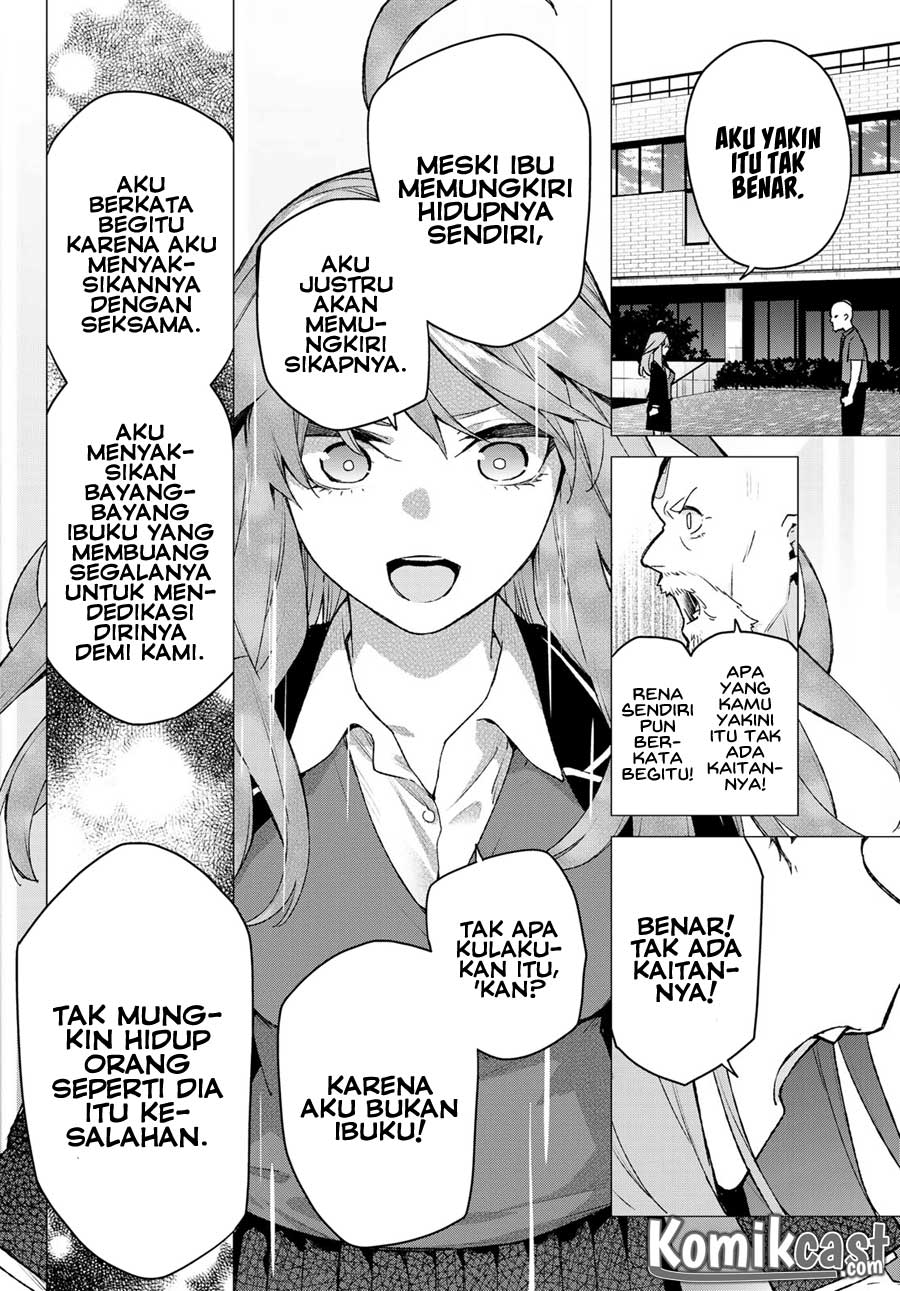 AKU YAKIN
ITU TAK
BENAR.
APA
YANG
KAMU
YAKINI
ITU TAK
ADA
KAITAN-
NYA!
RENA
SENDIRI
PUN
BER-
KATA
BEGITU!
BENAR!
TAK ADA
KAITAN-
NYA!
MESKI IBU
MEMUNGKIRI
HIDUPNYA
SENDIRI,
AKU
JUSTRU
AKAN
MEMU-
NGKIRI
SIKAPNYA.
TAK APA
KULAKU-
KAN ITU,
'KAN?
KARENA
AKU BUKAN
IBUKU!
AKU
BERKATA
BEGITU
KARENA AKU
MENYAK-
SIKANNYA
DENGAN
SEKSAMA.
AKU
MENYAK-
SIKAN
BAYANG-
BAYANG
IBUKU YANG
MEMBUANG
SEGALANYA
UNTUK MEN-
DEDIKASI
DIRINYA
DEMI KAMI.
TAK MUNG-
KIN HIDUP
ORANG
SEPERTI DIA
ITU KE-
SALAHAN.
Komikcast
.com